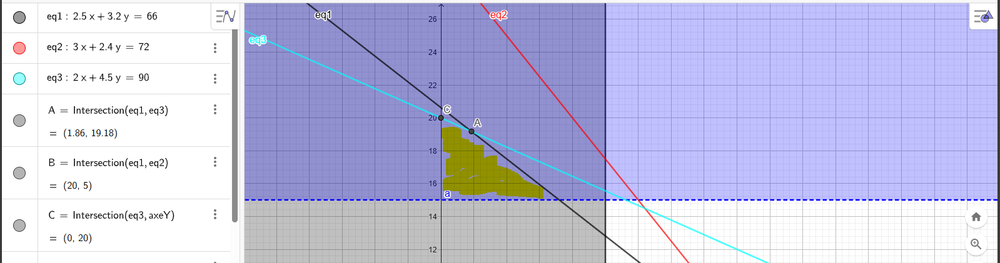 eq1 : 2.5 x + 3.2 y = 66
eq2 : 3 x + 2.4 y = 72
eq3 : 2 x + 4.5 y = 90
A = Intersection(eq1, eq3)
= (1.86, 19.18)
B = Intersection(eq1, eq2)
= (20, 5)
C = Intersection(eq3, axeY)
= (0, 20)
eq1
eq2
eq3
26
24
22
20
18
16
14
12
C
A
a